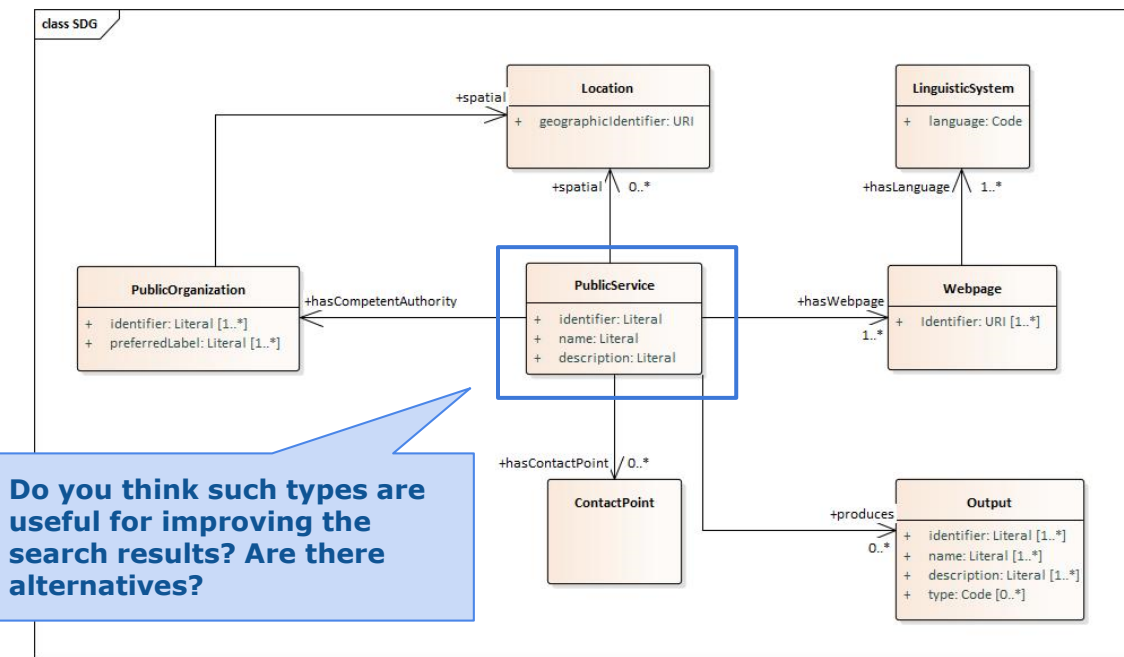 class SDG
Location
+ geographicIdentifier: URI
LinguisticSystem
+ language: Code
+spatial
+spatial 0..*
+hasLanguage 1..*
PublicOrganization
+ identifier: Literal [1..*]
+ preferredLabel: Literal [1..*]
+hasCompetentAuthority
PublicService
+ identifier: Literal
+ name: Literal
+ description: Literal
+hasWebpage
1..*
Webpage
+ Identifier: URI [1..*]
Do you think such types are
useful for improving the
search results? Are there
alternatives?
+hasContactPoint 0..*
ContactPoint
+produces
0..*
Output
+ identifier: Literal [1..*]
+ name: Literal [1..*]
+ description: Literal [1..*]
+ type: Code [0..*]